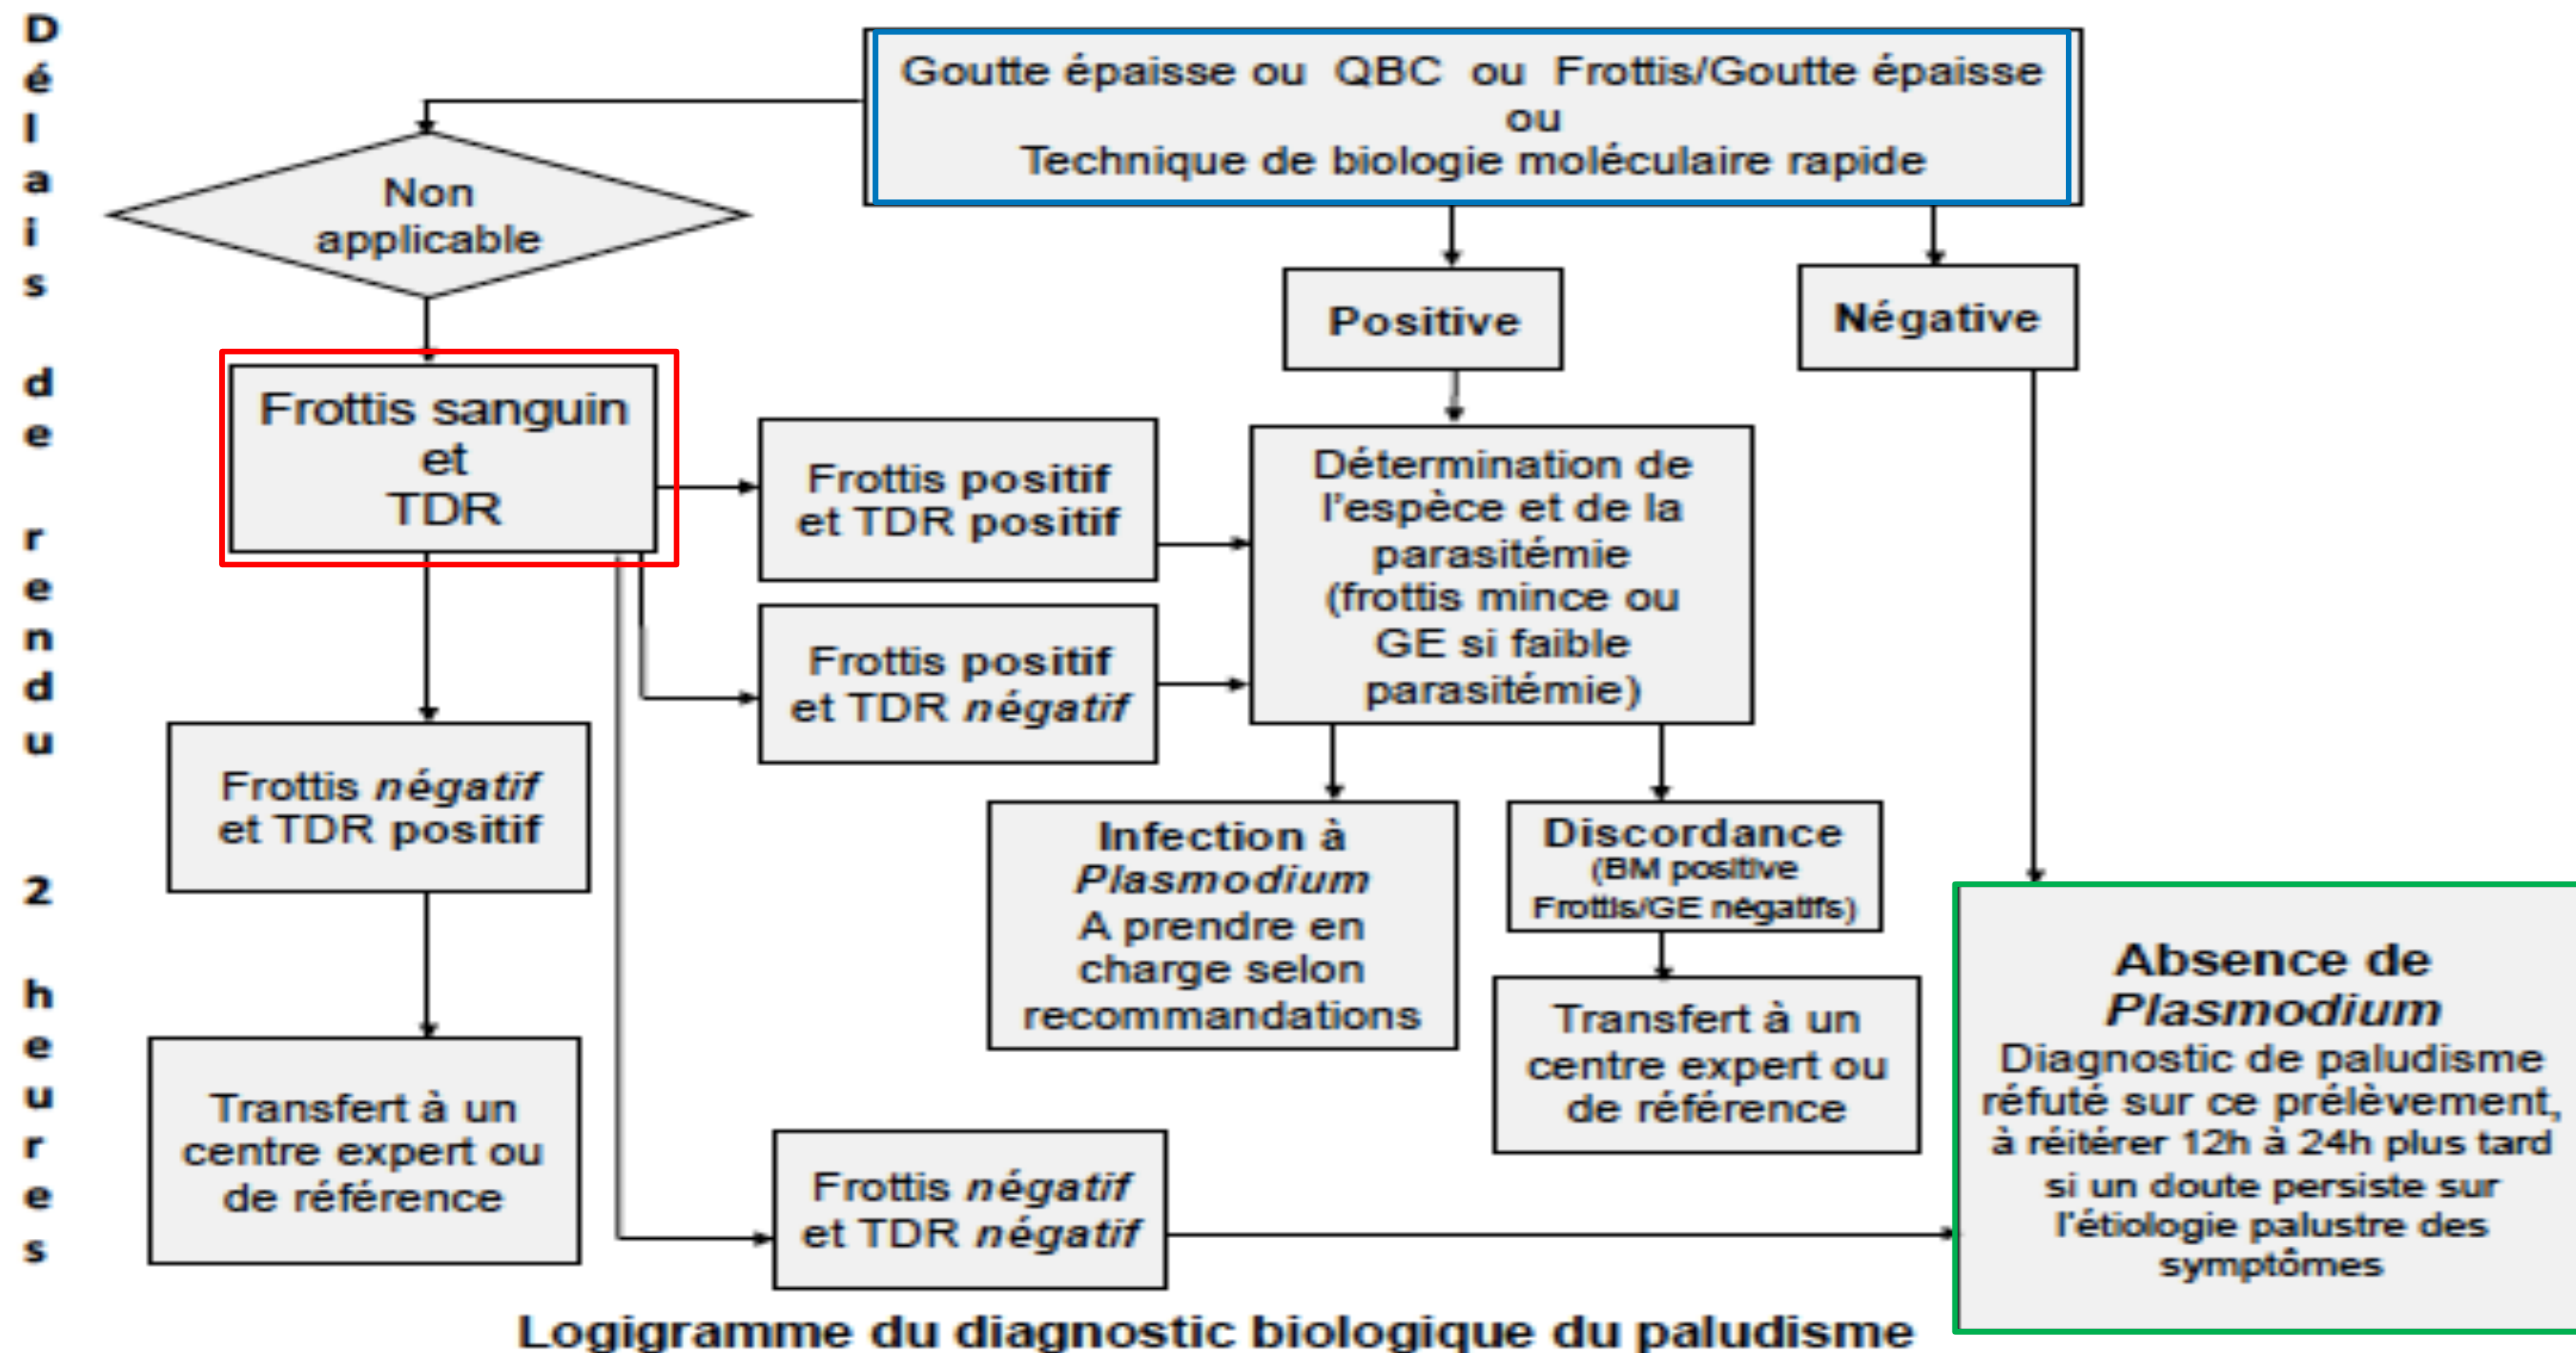 Délais de rendu 2 heures
Goutte épaisse ou QBC ou Frottis/Goutte épaisse
ou
Technique de biologie moléculaire rapide
Non
applicable
Positive
Négative
Frottis sanguin
et
TDR
Frottis positif
et TDR positif
Frottis positif
et TDR négatif
Détermination de
l'espèce et de la
parasitémie
(frottis mince ou
GE si faible
parasitémie)
Frottis négatif
et TDR positif
Infection à
Plasmodium
A prendre en
charge selon
recommandations
Discordance
(BM positive
Frottis/GE négatifs)
Transfert à un
centre expert ou
de référence
Transfert à un
centre expert ou
de référence
Frottis négatif
et TDR négatif
Absence de
Plasmodium
Diagnostic de paludisme
réfuté sur ce prélèvement,
à réitérer 12h à 24h plus tard
si un doute persiste sur
l'étiologie palustre des
symptômes
Logigramme du diagnostic biologique du paludisme